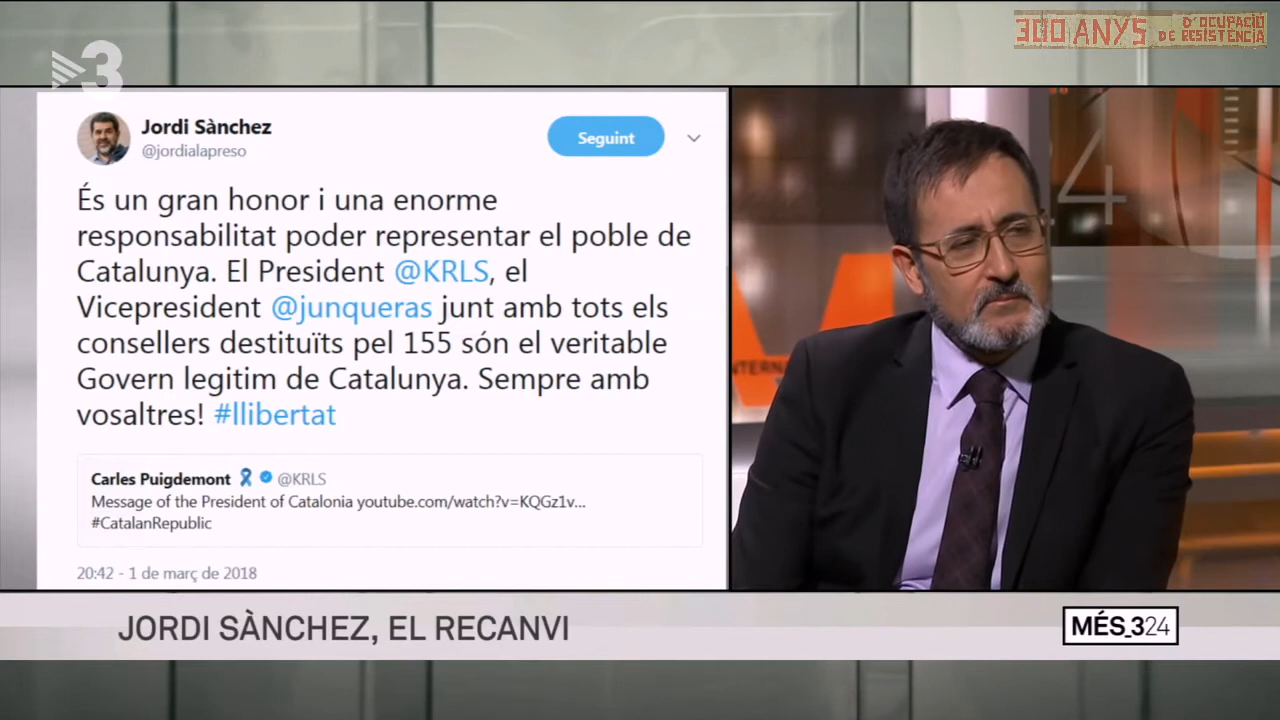 300 ANYS D'OCUPACIÓ
DE RESISTÈNCIA
3
Jordi Sànchez
@jordialapreso
Seguint
És un gran honor i una enorme
responsabilitat poder representar el poble de
Catalunya. El President @KRLS, el
Vicepresident @junqueras junt amb tots els
consellers destituïts pel 155 són el veritable
Govern legitim de Catalunya. Sempre amb
vosaltres! #llibertat
Carles Puigdemont @KRLS
Message of the President of Catalonia youtube.com/watch?v=KQGz1v...
#CatalanRepublic
20:42 - 1 de març de 2018
24
JORDI SÀNCHEZ, EL RECANVI
MÉS_324